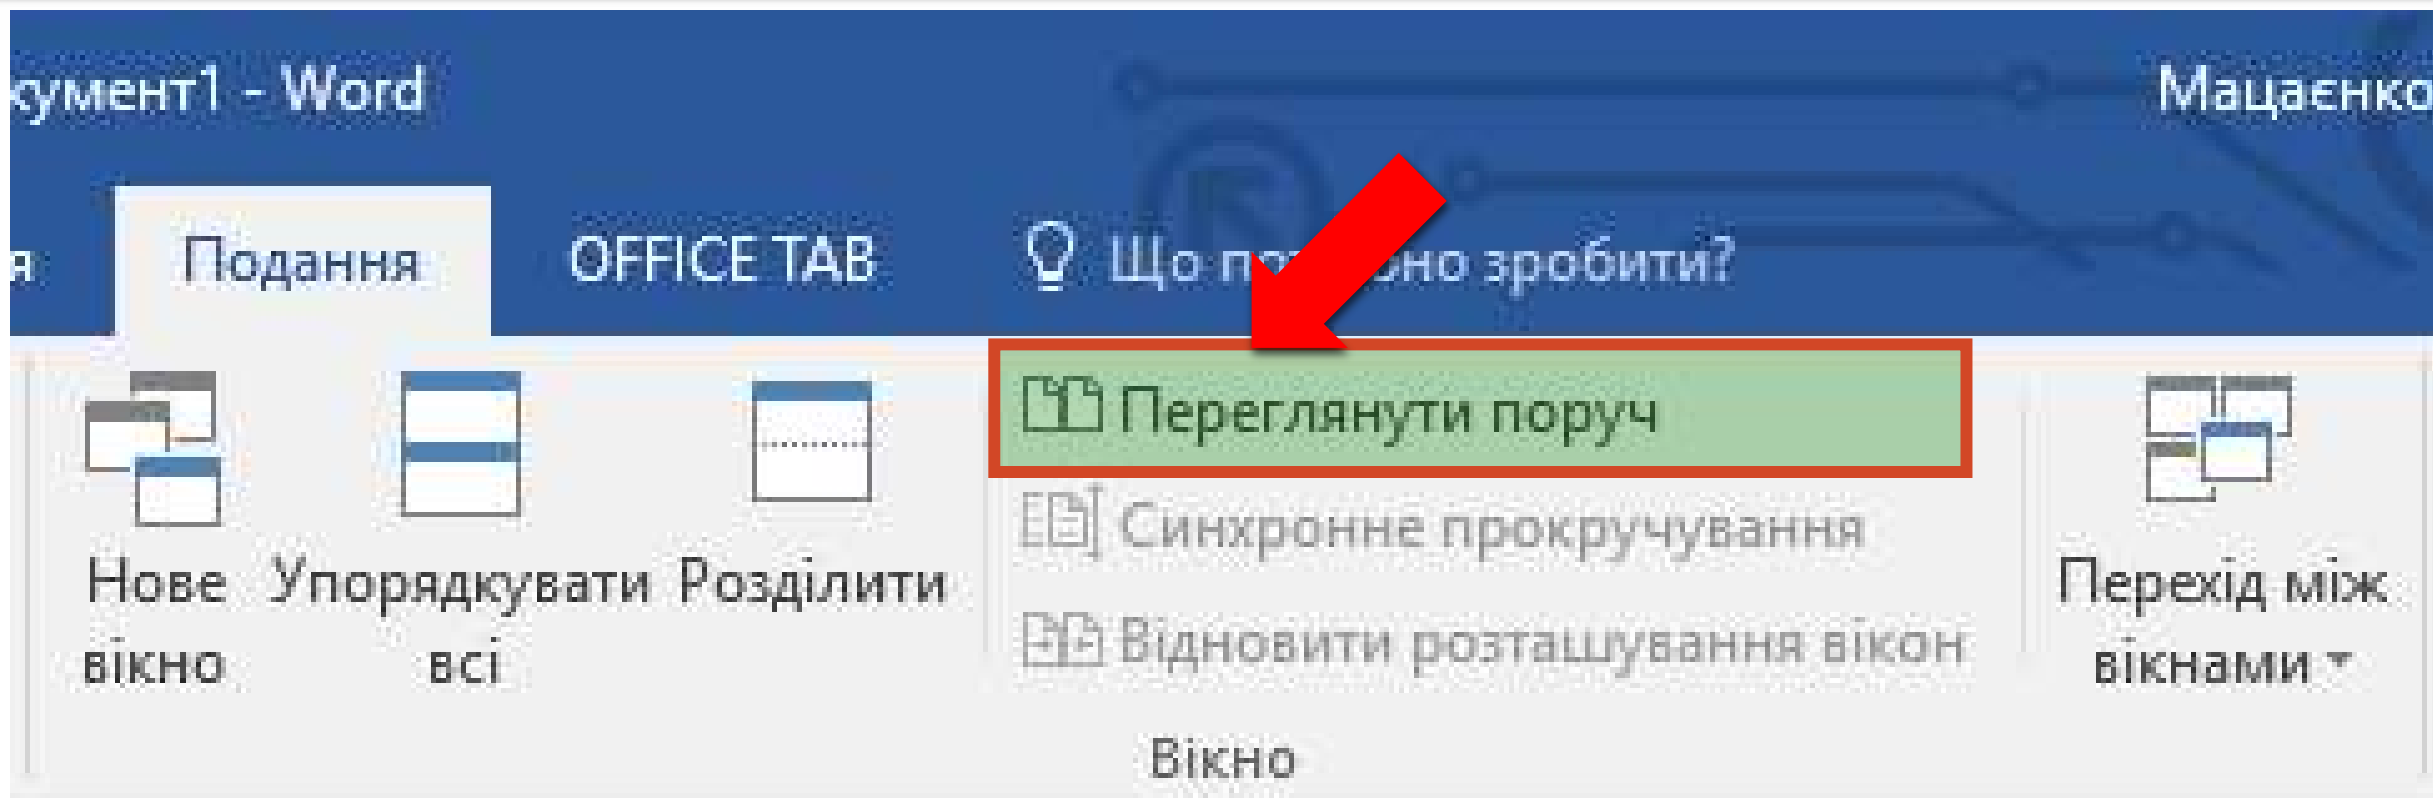 кумент1 - Word
Мацаєнко
я Подання OFFICE TAB Що но зробити?
Переглянути поруч
Синхронне прокручування
Відновити розташування вікон
Нове вікно
Упорядкувати всі
Розділити
Перехід між вікнами
Вікно